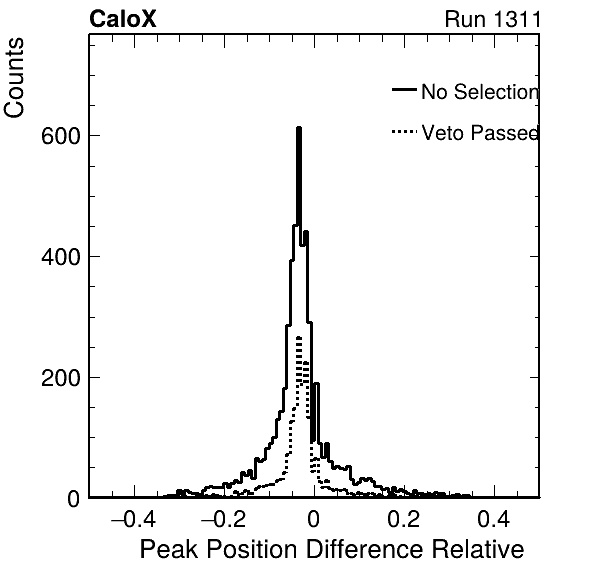 CaloX Run 1311
Counts
No Selection
Veto Passed
600
400
200
0
−0.4 −0.2 0 0.2 0.4
Peak Position Difference Relative